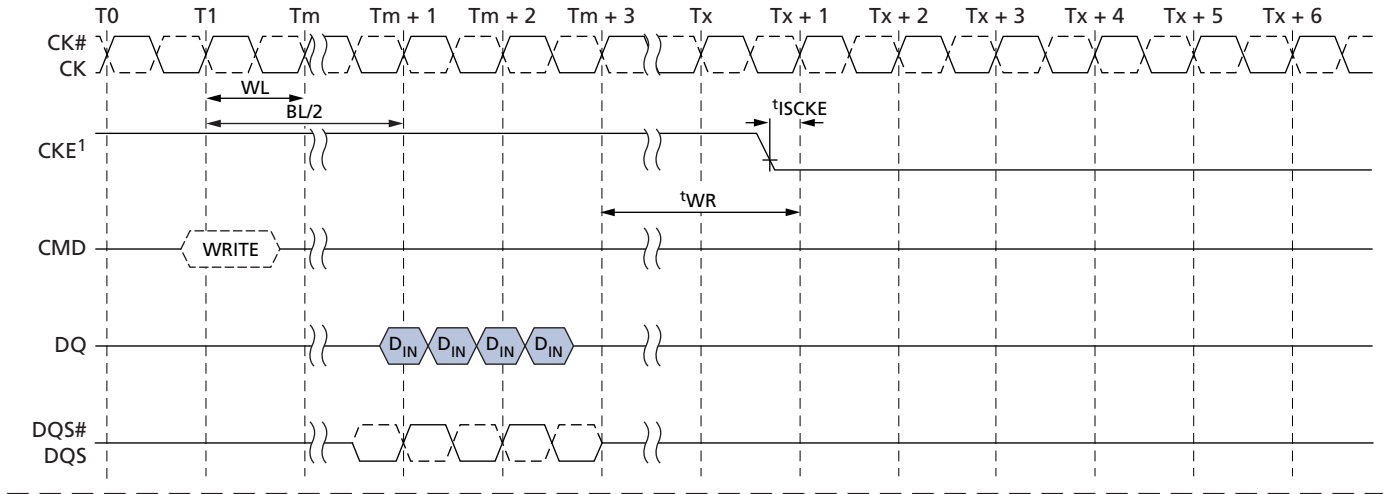 T0 T1 Tm Tm + 1 Tm + 2 Tm + 3 Tx Tx + 1 Tx + 2 Tx + 3 Tx + 4 Tx + 5 Tx + 6
CK#
CK
WL
BL/2
tISCKE
CKE1
tWR
CMD WRITE
DQ DIN DIN DIN DIN
DQS#
DQS